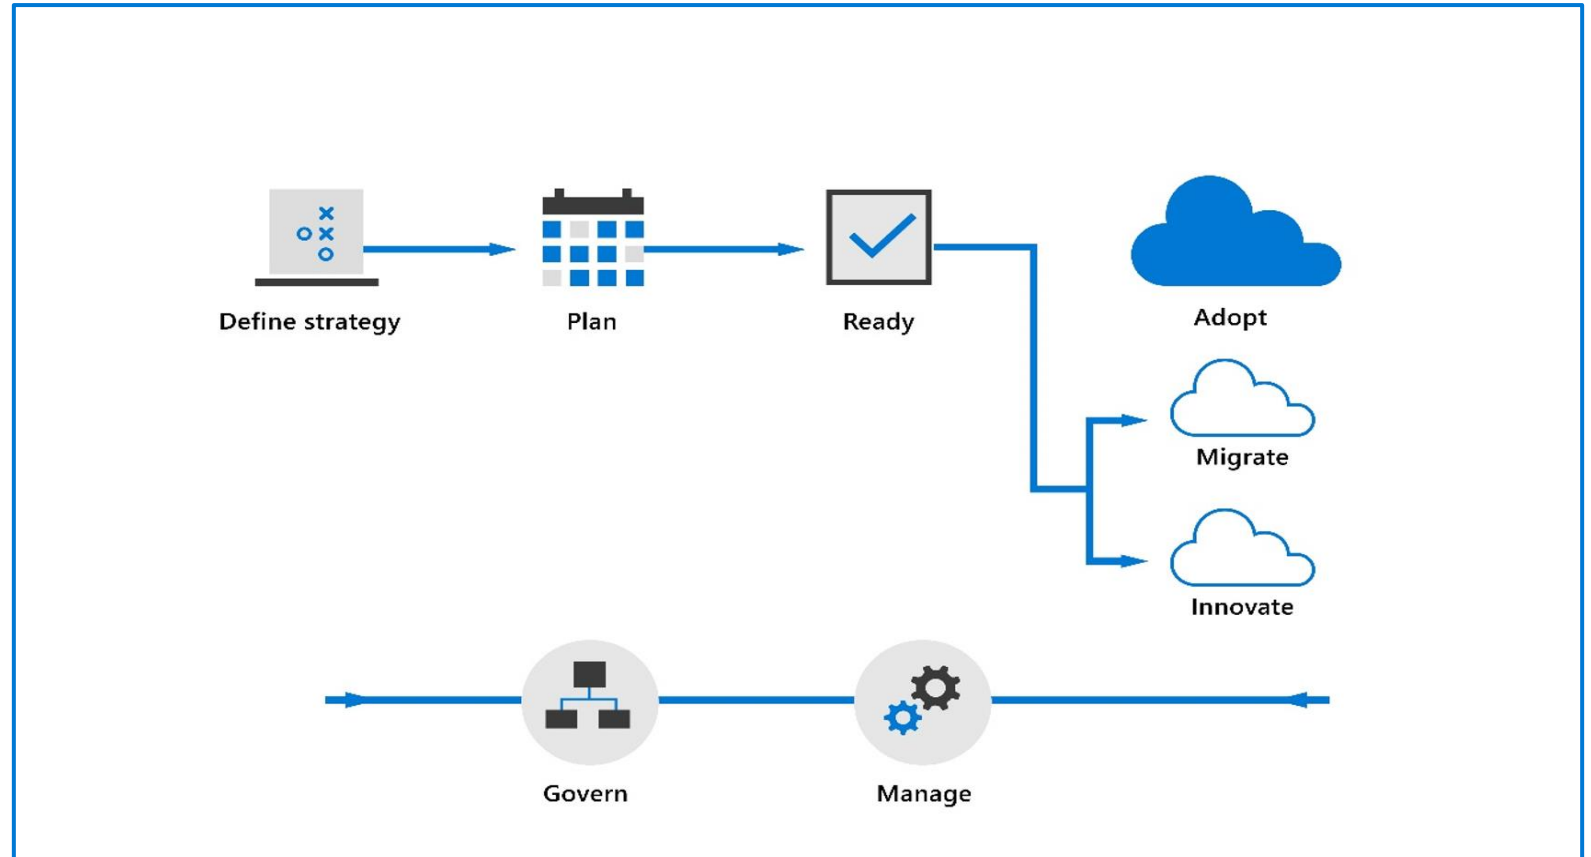 Define strategy
Plan
Ready
Adopt
Migrate
Innovate
Govern
Manage